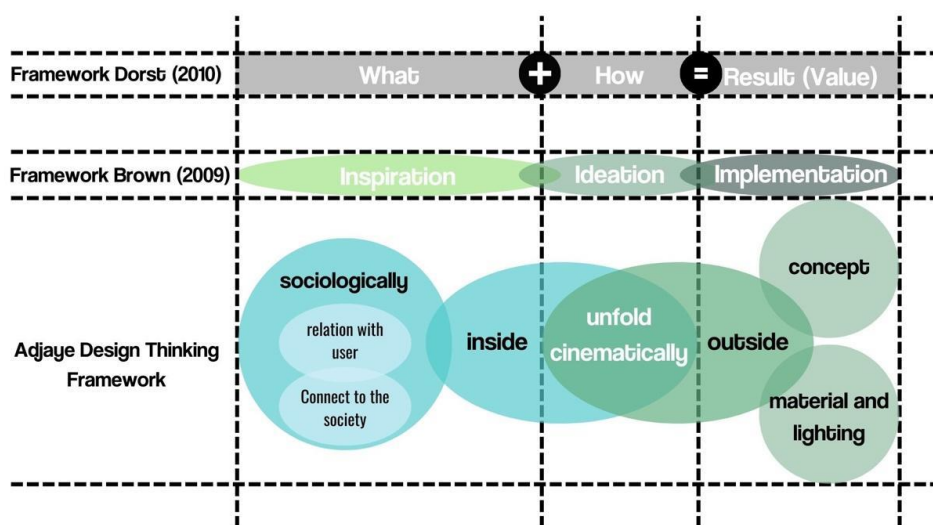 Framework Dorst (2010)
What
+
How
=
Result (Value)
Framework Brown (2009)
Inspiration
Ideation
Implementation
Adjaye Design Thinking
Framework
sociologically
relation with
user
Connect to the
society
inside
unfold
cinematically
outside
concept
material and
lighting